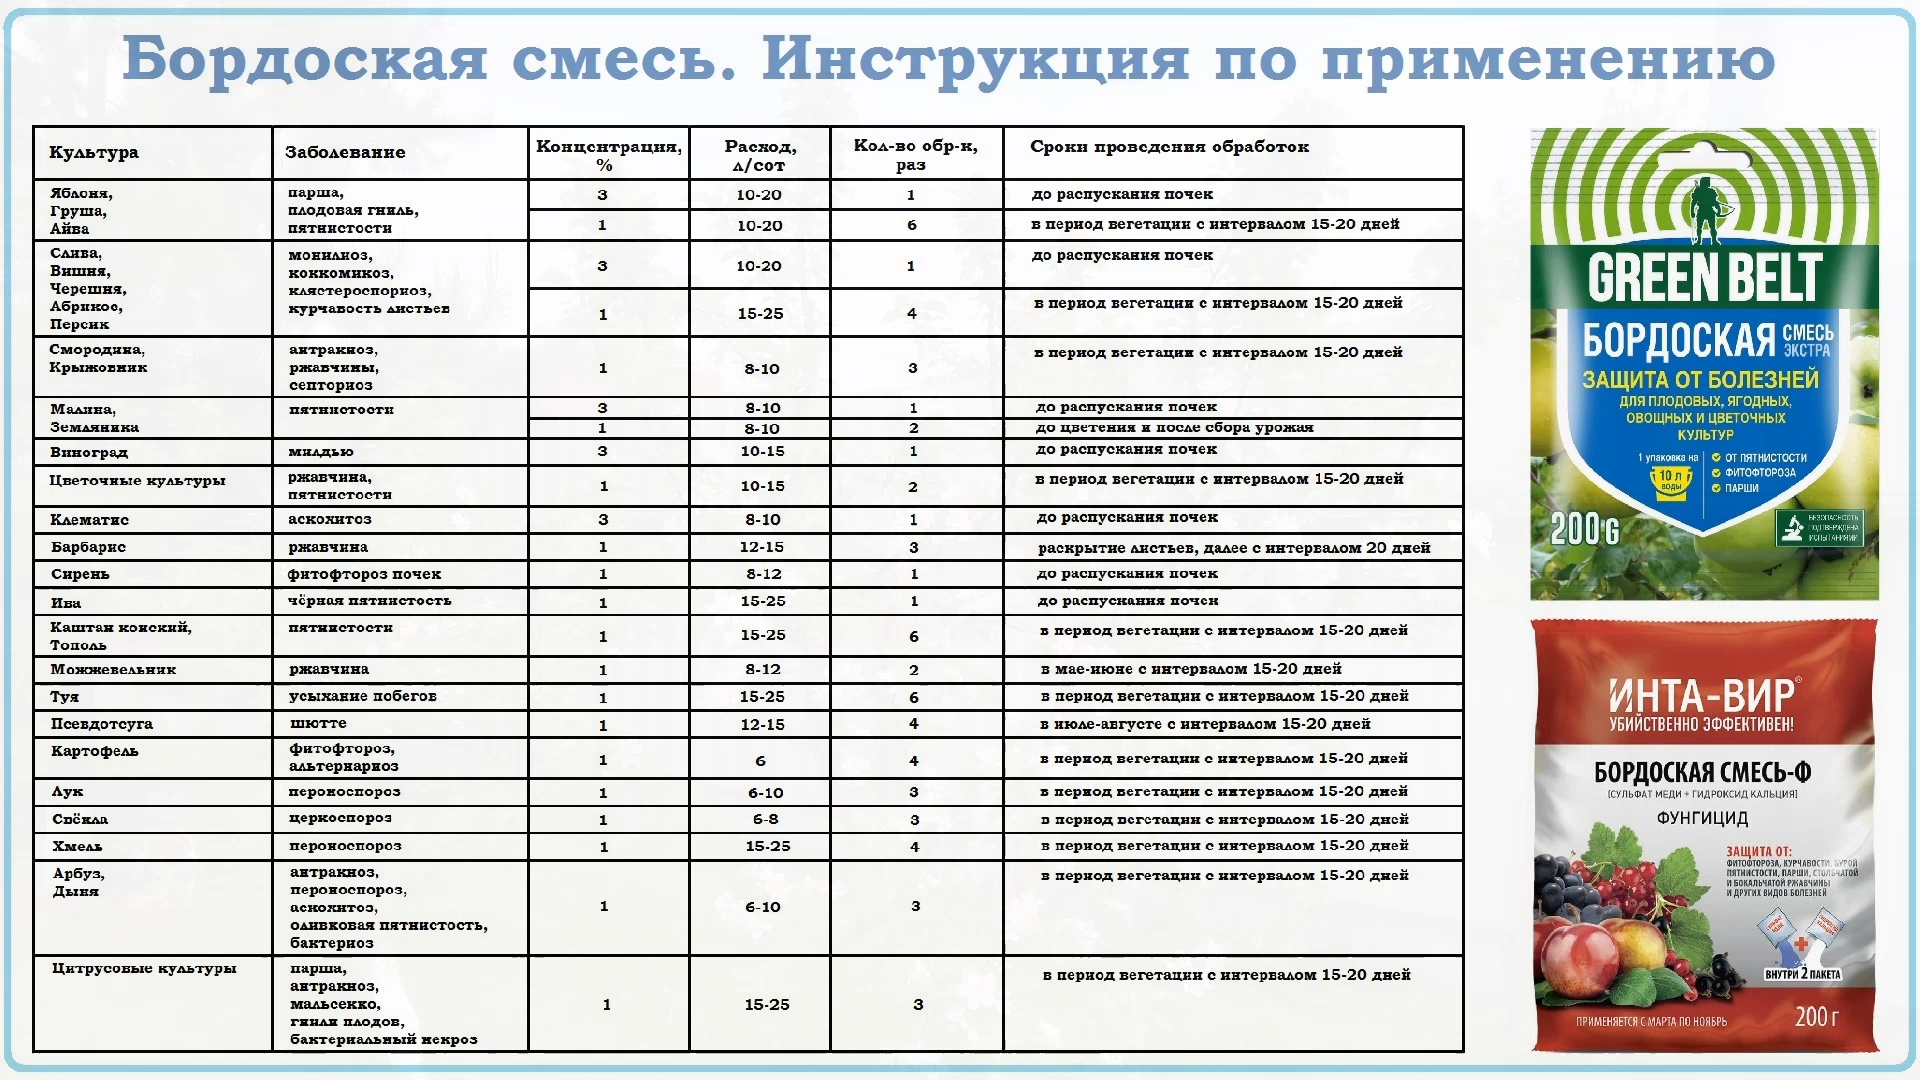 Бордоская смесь. Инструкция по применению
Культура
Заболевание
Концентрация,
%
Расход,
л/сот
Кол-во обр-к,
раз
Сроки проведения обработок
Яблоня,
Груша,
Айва
парша,
плодовая гниль,
пятнистости
3
10-20
1
до распускания почек
1
10-20
6
в период вегетации с интервалом 15-20 дней
Слива,
Вишня,
Черешня,
Абрикос,
Персик
монилиоз,
коккомикоз,
клястероспориоз,
курчавость листьев
3
10-20
1
до распускания почек
1
15-25
4
в период вегетации с интервалом 15-20 дней
Смородина,
Крыжовник
антракноз,
ржавчины,
септориоз
1
8-10
3
в период вегетации с интервалом 15-20 дней
Малина,
Земляника
пятнистости
3
8-10
1
до распускания почек
1
8-10
2
до цветения и после сбора урожая
Виноград
милдью
3
10-15
1
до распускания почек
Цветочные культуры
ржавчина,
пятнистости
1
10-15
2
в период вегетации с интервалом 15-20 дней
Клематис
аскохитоз
3
8-10
1
до распускания почек
Барбарис
ржавчина
1
12-15
3
раскрытие листьев, далее с интервалом 20 дней
Сирень
фитофтороз почек
1
8-12
1
до распускания почек
Ива
чёрная пятнистость
1
15-25
1
до распускания почек
Каштан конский,
Тополь
пятнистости
1
15-25
6
в период вегетации с интервалом 15-20 дней
Можжевельник
ржавчина
1
8-12
2
в мае-июне с интервалом 15-20 дней
Туя
усыхание побегов
1
15-25
6
в период вегетации с интервалом 15-20 дней
Псевдотсуга
шютте
1
12-15
4
в июле-августе с интервалом 15-20 дней
Картофель
фитофтороз,
альтернариоз
1
6
4
в период вегетации с интервалом 15-20 дней
Лук
пероноспороз
1
6-10
3
в период вегетации с интервалом 15-20 дней
Свёкла
церкоспороз
1
6-8
3
в период вегетации с интервалом 15-20 дней
Хмель
пероноспороз
1
15-25
4
в период вегетации с интервалом 15-20 дней
Арбуз,
Дыня
антракноз,
пероноспороз,
аскохитоз,
оливковая пятнистость,
бактериоз
1
6-10
3
в период вегетации с интервалом 15-20 дней
Цитрусовые культуры
парша,
антракноз,
мальсекко,
гнили плодов,
бактериальный некроз
1
15-25
3
в период вегетации с интервалом 15-20 дней
GREEN BELT
БОРДОСКАЯ СМЕСЬ
ЭКСТРА
ЗАЩИТА ОТ БОЛЕЗНЕЙ
ДЛЯ ПЛОДОВЫХ, ЯГОДНЫХ,
ОВОЩНЫХ И ЦВЕТОЧНЫХ
КУЛЬТУР
1 упаковка на
10 л
ВОДЫ
ОТ ПЯТНИСТОСТИ
ФИТОФТОРОЗА
ПАРШИ
200 G
БЕЗОПАСНОСТЬ
ПОДТВЕРЖДЕНА
ИСПЫТАНИЯМИ
ИНТА-ВИР®
УБИЙСТВЕННО ЭФФЕКТИВЕН!
БОРДОСКАЯ СМЕСЬ-Ф
(СУЛЬФАТ МЕДИ + ГИДРОКСИД КАЛЬЦИЯ)
ФУНГИЦИД
ЗАЩИТА ОТ:
ФИТОФТОРОЗА, КУРЧАВОСТИ, БУРОЙ
ПЯТНИСТОСТИ, ПАРШИ, СТОЛБЧАТОЙ
И БОКАЛЬЧАТОЙ РЖАВЧИНЫ
И ДРУГИХ ВИДОВ БОЛЕЗНЕЙ
ВНУТРИ 2 ПАКЕТА
ПРИМЕНЯЕТСЯ С МАРТА ПО НОЯБРЬ
200 г